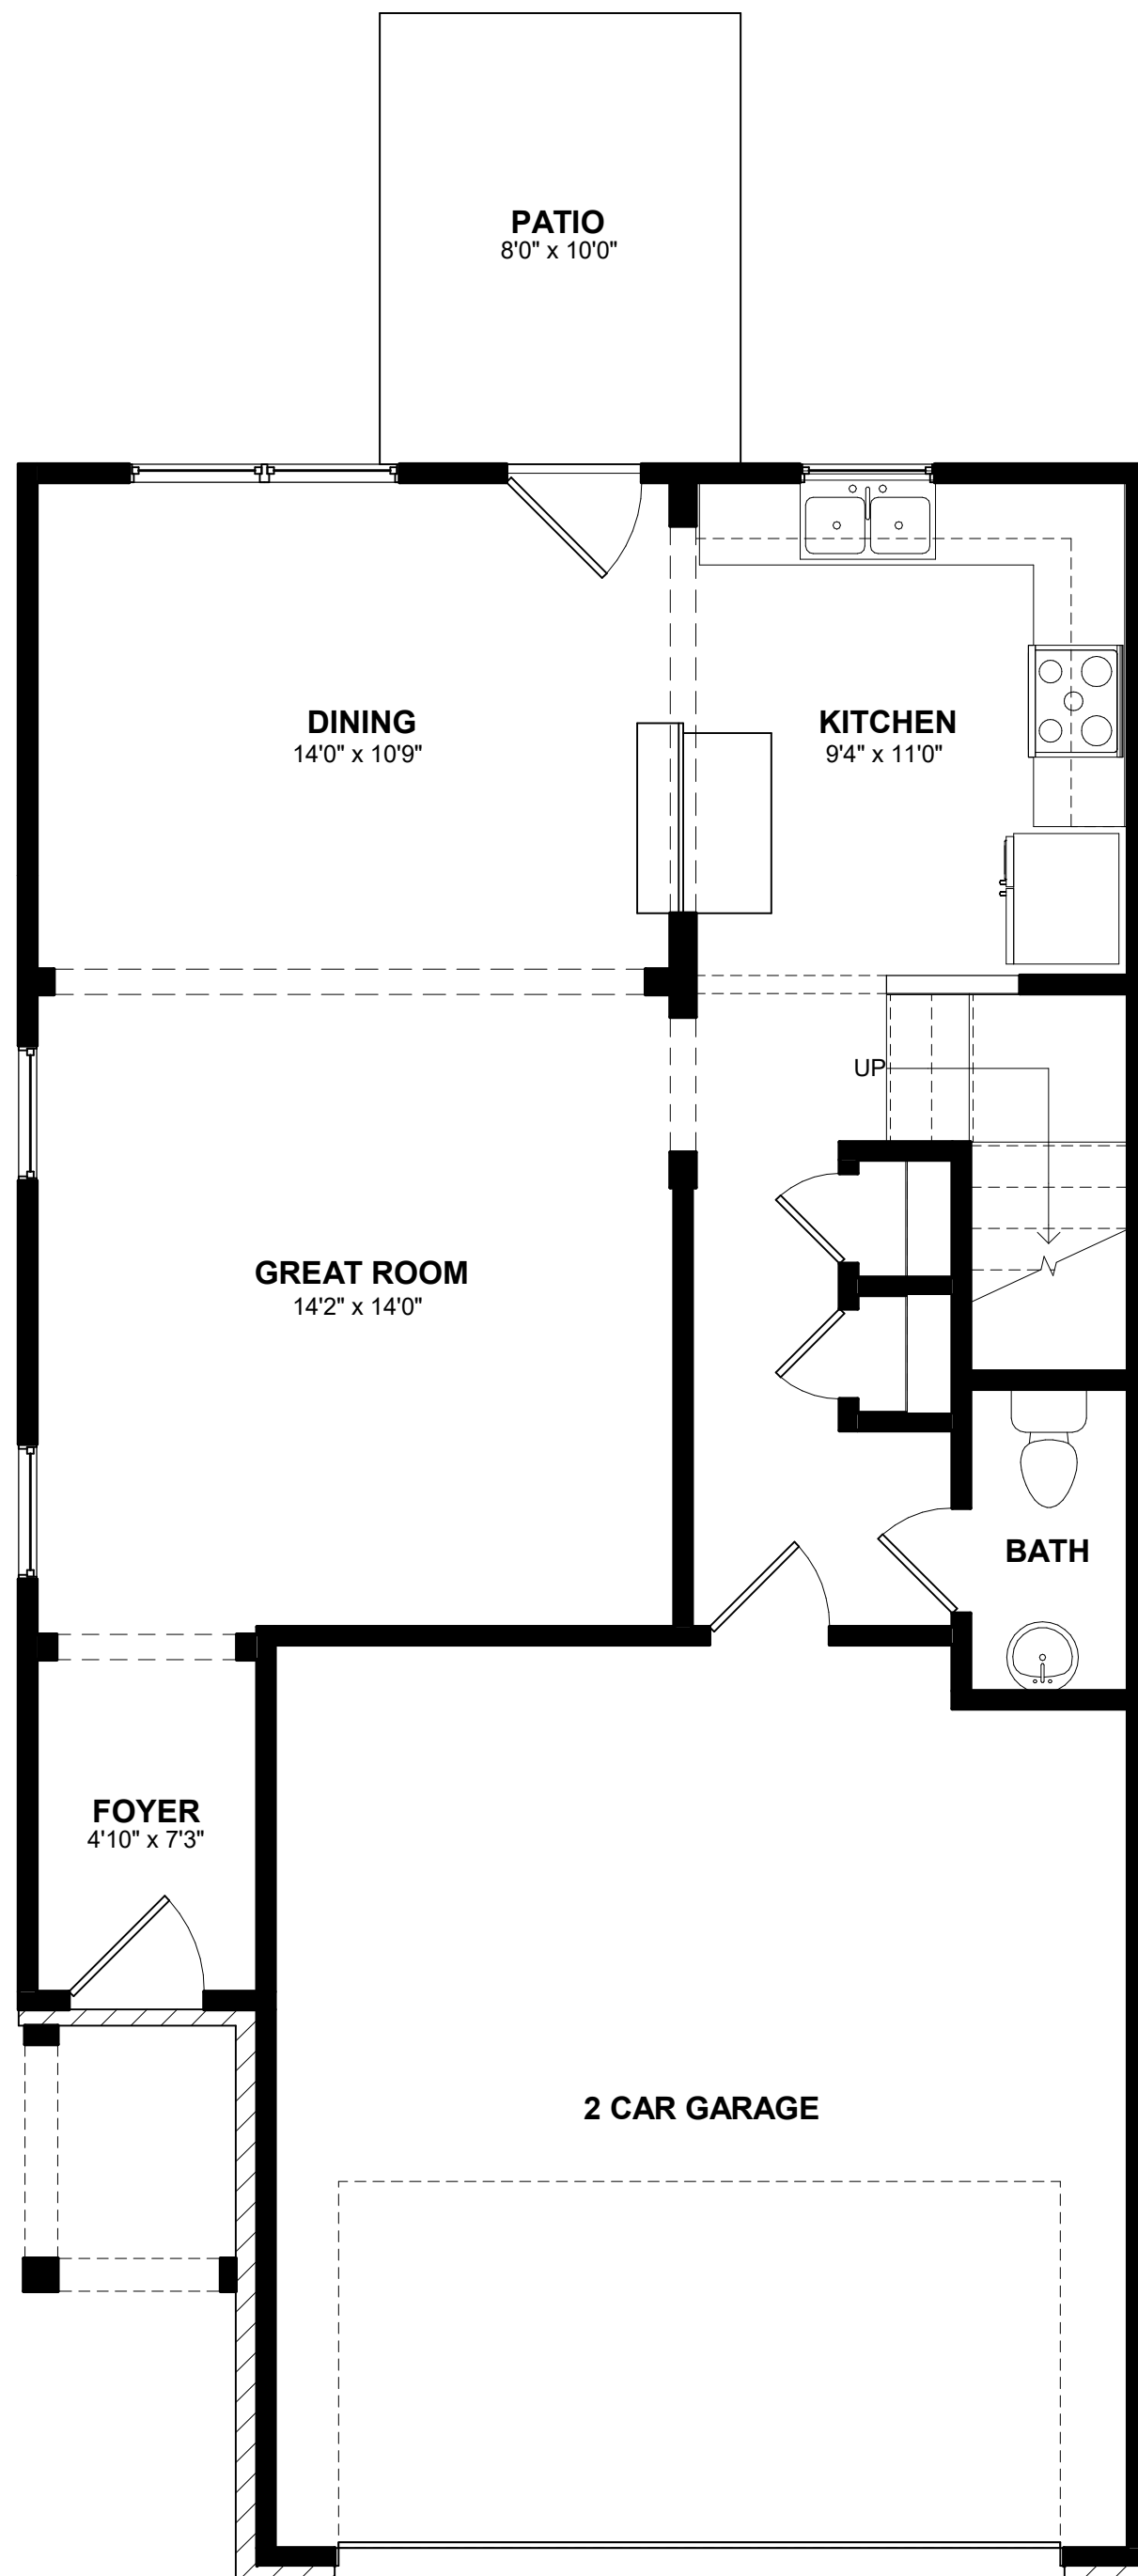 PATIO
8'0" x 10'0"
DINING
14'0" x 10'9"
KITCHEN
9'4" x 11'0"
UP
GREAT ROOM
14'2" x 14'0"
BATH
FOYER
4'10" x 7'3"
2 CAR GARAGE